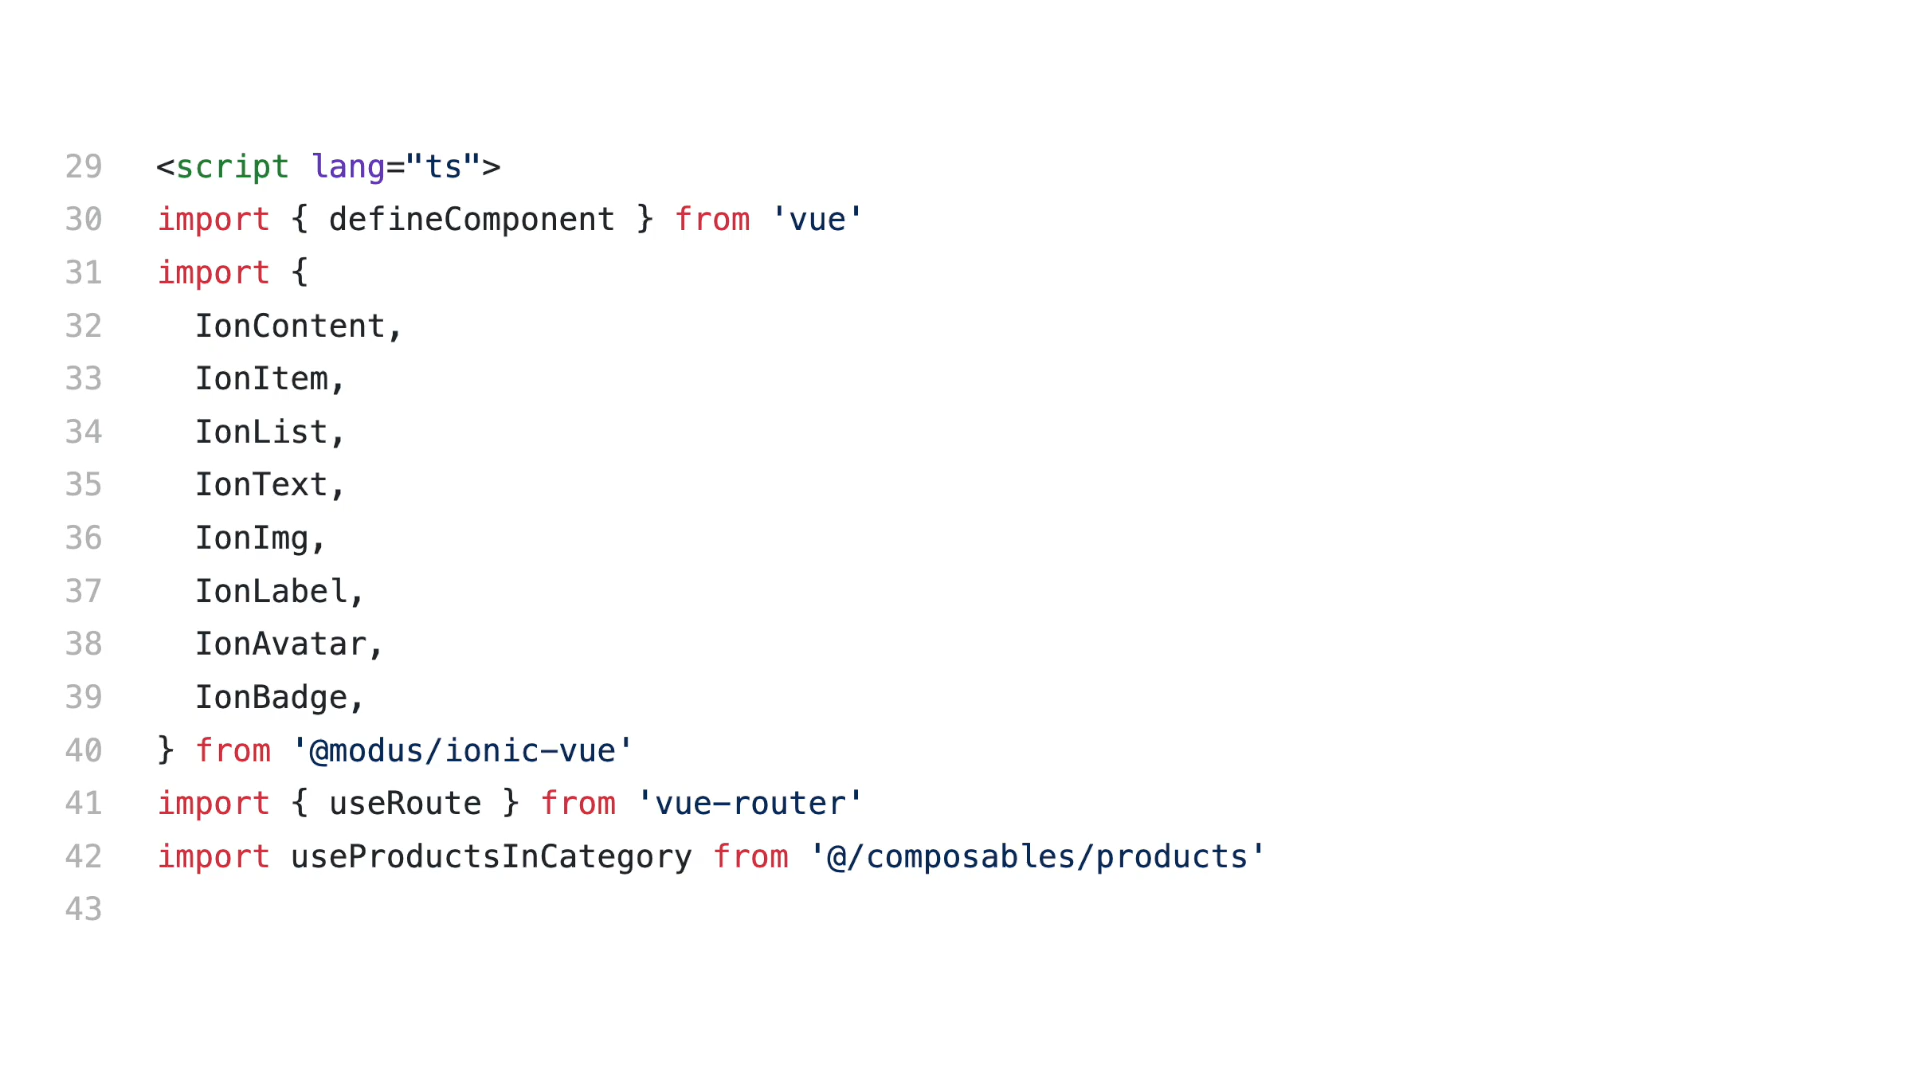 29 <script lang="ts">
30 import { defineComponent } from 'vue'
31 import {
32   IonContent,
33   IonItem,
34   IonList,
35   IonText,
36   IonImg,
37   IonLabel,
38   IonAvatar,
39   IonBadge,
40 } from '@modus/ionic-vue'
41 import { useRoute } from 'vue-router'
42 import useProductsInCategory from '@/composables/products'
43